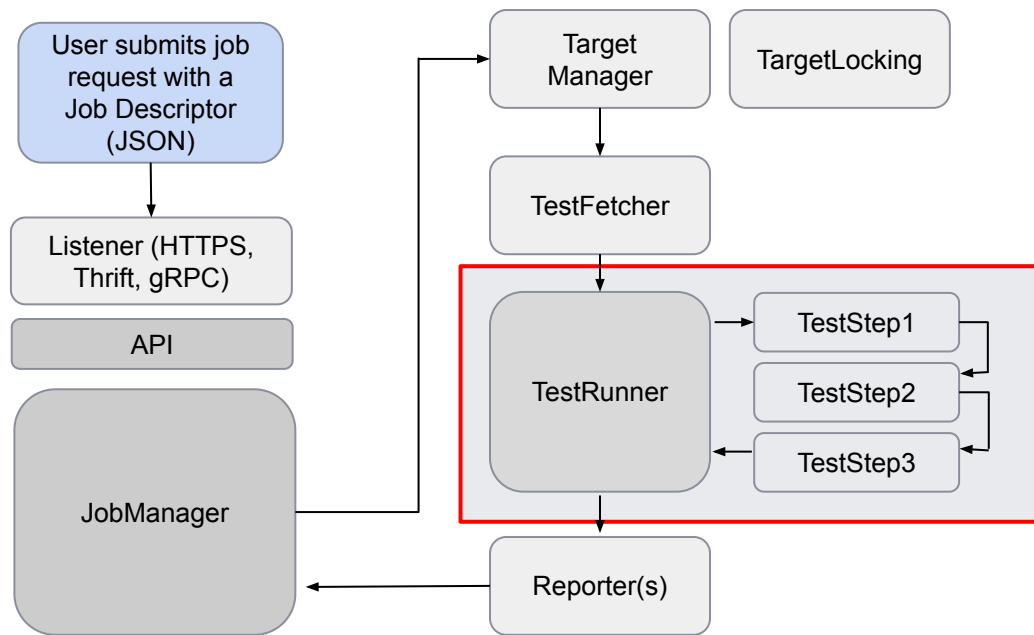 User submits job
request with a
Job Descriptor
(JSON)
Listener (HTTPS,
Thrift, gRPC)
API
JobManager
Target
Manager
TargetLocking
TestFetcher
TestRunner
TestStep1
TestStep2
TestStep3
Reporter(s)